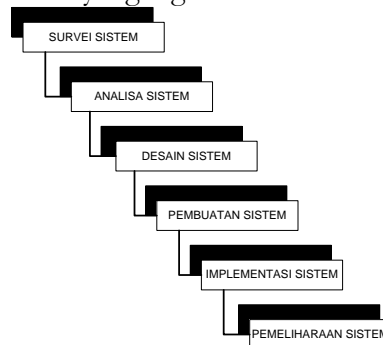 SURVEI SISTEM
ANALISA SISTEM
DESAIN SISTEM
PEMBUATAN SISTEM
IMPLEMENTASI SISTEM
PEMELIHARAAN SISTEM